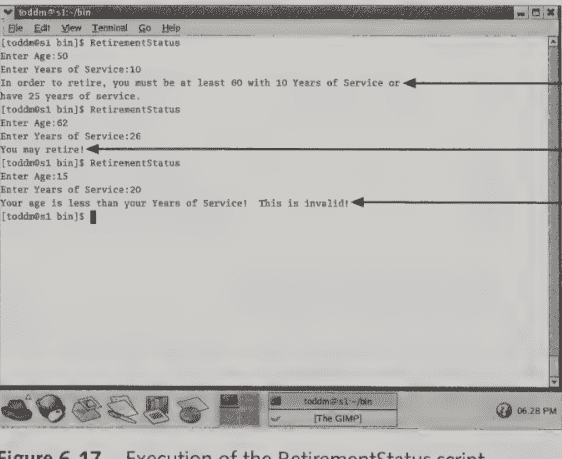 toddm@s1:~/bin
File Edit View Terminal Go Help
[toddm@s1 bin]$ RetirementStatus
Enter Age:50
Enter Years of Service:10
In order to retire, you must be at least 60 with 10 Years of Service or
have 25 years of service.
[toddm@s1 bin]$ RetirementStatus
Enter Age:62
Enter Years of Service:26
You may retire!
[toddm@s1 bin]$ RetirementStatus
Enter Age:15
Enter Years of Service:20
Your age is less than your Years of Service!  This is invalid!
[toddm@s1 bin]$
toddm@s1:~/bin
[The GIMP]
06:28 PM
Figure 6-17 Execution of the RetirementStatus script